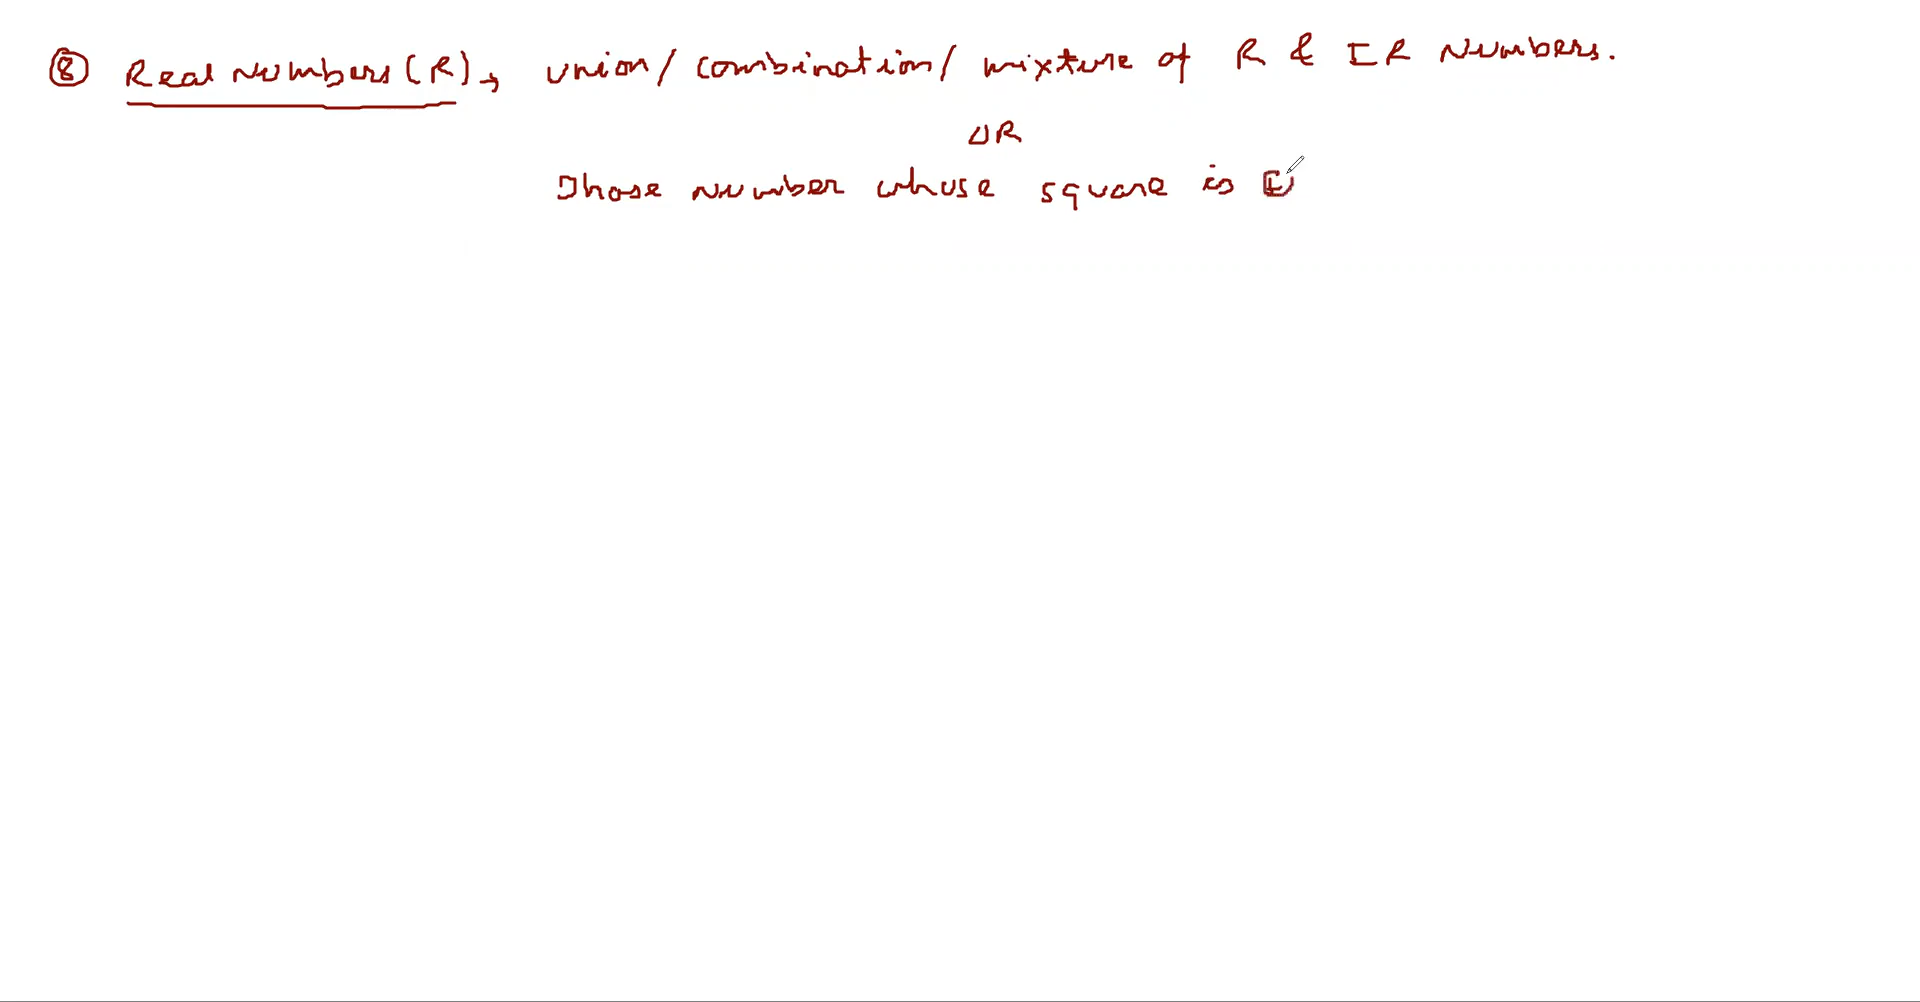 ⑧ Real Numbers (R) → union / combination / mixture of R & IR Numbers.
OR
Those Number whose square is